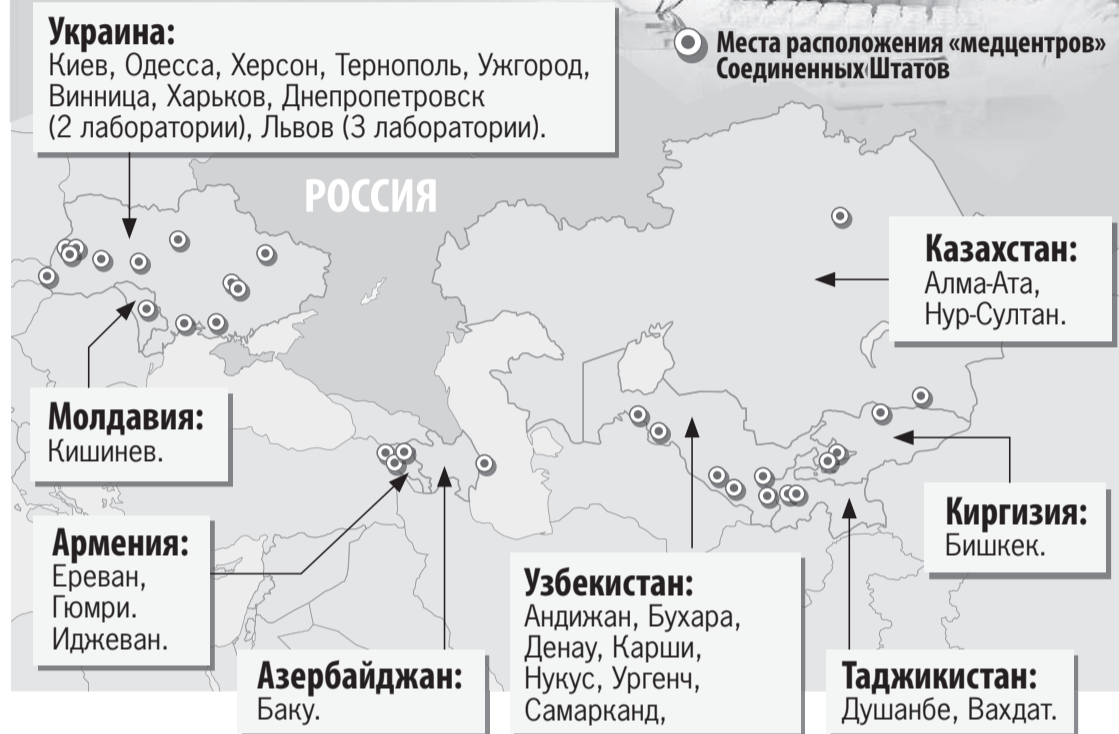 Украина:
Киев, Одесса, Херсон, Тернополь, Ужгород,
Винница, Харьков, Днепропетровск
(2 лаборатории), Львов (3 лаборатории).
Места расположения «медцентров»
Соединенных Штатов
РОССИЯ
Казахстан:
Алма-Ата,
Нур-Султан.
Молдавия:
Кишинев.
Киргизия:
Бишкек.
Армения:
Ереван,
Гюмри.
Иджеван.
Узбекистан:
Андижан, Бухара,
Денау, Карши,
Нукус, Ургенч,
Самарканд,
Азербайджан:
Баку.
Таджикистан:
Душанбе, Вахдат.